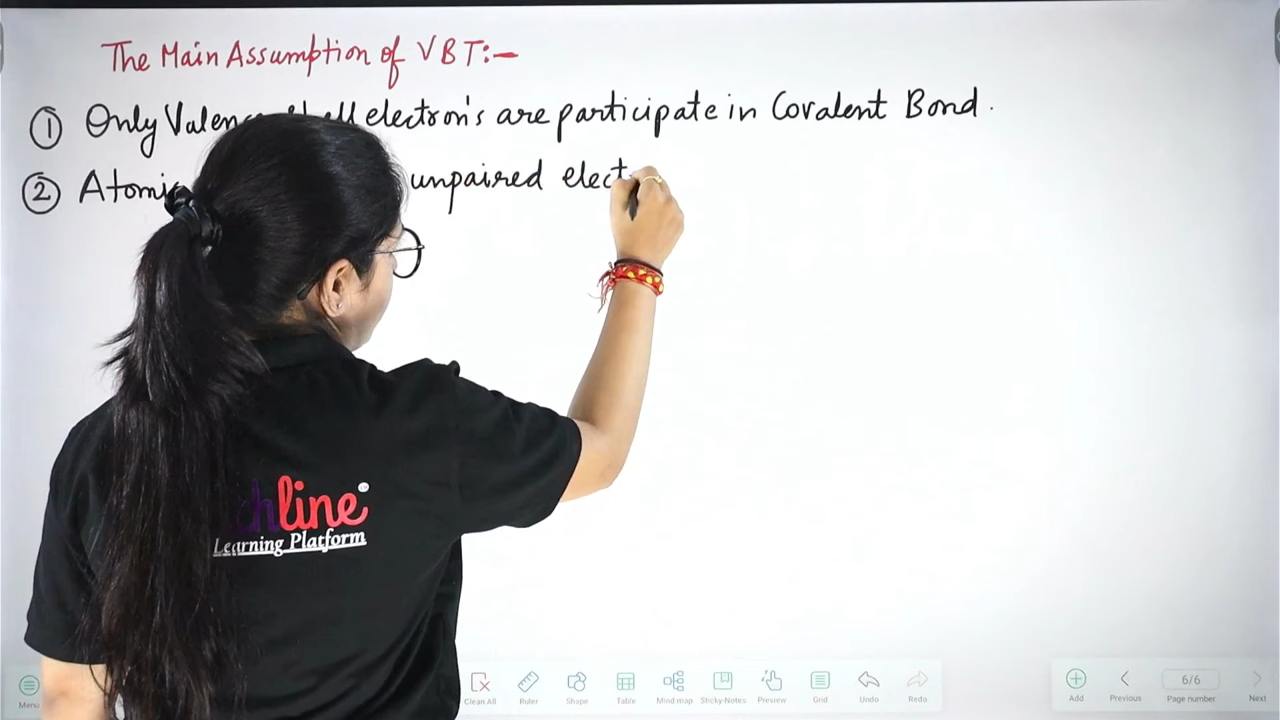 The Main Assumption of VBT:-
① Only Valen ell electron's are participate in Covalent Bond.
② Atomi unpaired elect
line
Learning Platform
Menu
Clean All
Ruler
Shape
Table
Mind map
Sticky-Notes
Preview
Grid
Undo
Redo
Add
Previous
6/6
Page number
Next